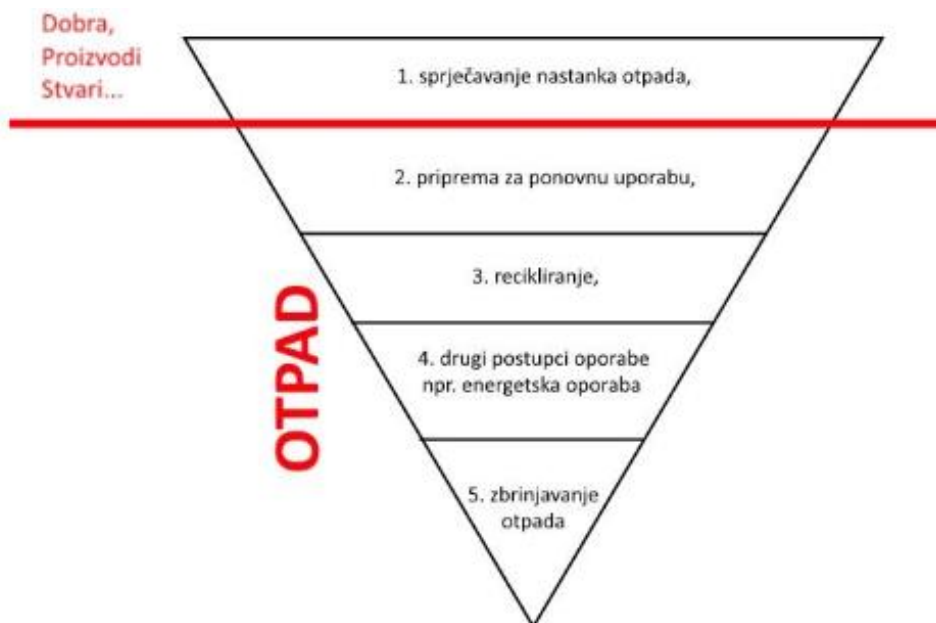 Dobra,
Proizvodi
Stvari...
1. sprječavanje nastanka otpada,
2. priprema za ponovnu uporabu,
3. recikliranje,
4. drugi postupci oporabe
npr. energetska oporaba
5. zbrinjavanje
otpada
OTPAD